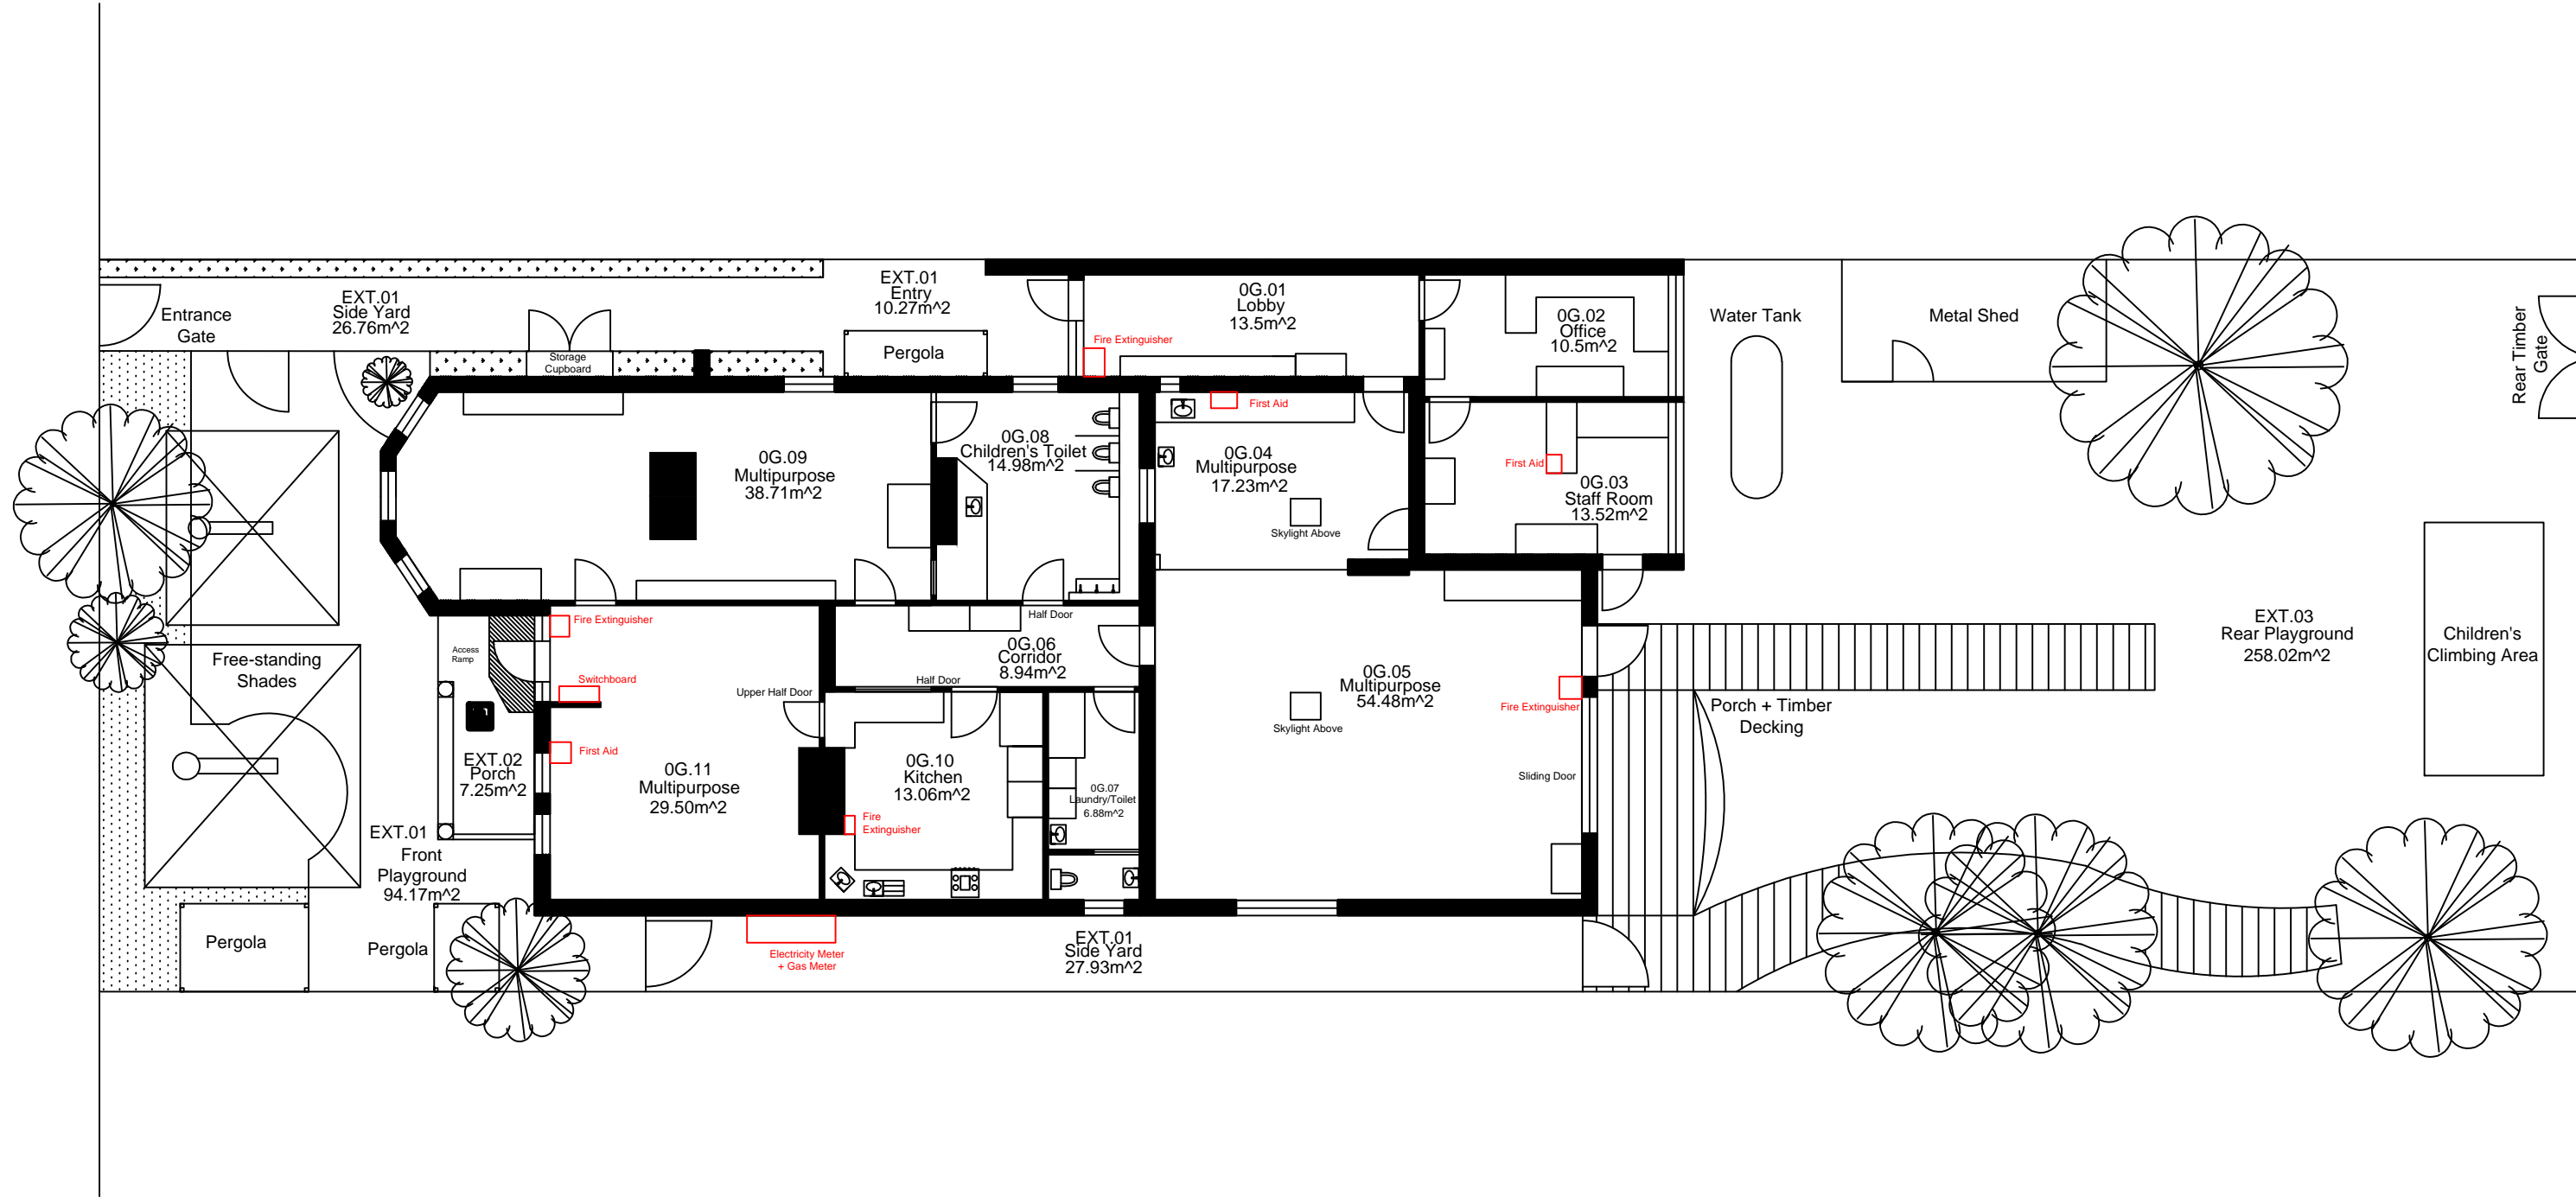 EXT.01
Side Yard
26.76m^2
Entrance
Gate
Storage
Cupboard
EXT.01
Entry
10.27m^2
Pergola
Fire Extinguisher
0G.01
Lobby
13.5m^2
0G.02
Office
10.5m^2
Water Tank
Metal Shed
Rear Timber
Gate
0G.09
Multipurpose
38.71m^2
0G.08
Children's Toilet
14.98m^2
First Aid
0G.04
Multipurpose
17.23m^2
Skylight Above
First Aid
0G.03
Staff Room
13.52m^2
Free-standing
Shades
Access
Ramp
Fire Extinguisher
Switchboard
First Aid
EXT.02
Porch
7.25m^2
0G.11
Multipurpose
29.50m^2
Upper Half Door
Half Door
0G.06
Corridor
8.94m^2
Half Door
0G.10
Kitchen
13.06m^2
Fire
Extinguisher
0G.07
Laundry/Toilet
6.88m^2
0G.05
Multipurpose
54.48m^2
Skylight Above
Fire Extinguisher
Sliding Door
Porch + Timber
Decking
EXT.03
Rear Playground
258.02m^2
Children's
Climbing Area
EXT.01
Front
Playground
94.17m^2
Pergola
Pergola
Electricity Meter
+ Gas Meter
EXT.01
Side Yard
27.93m^2